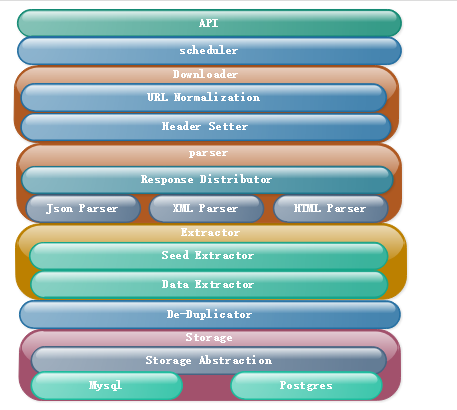 API
scheduler
Downloader
URL Normalization
Header Setter
parser
Response Distributor
Json Parser XML Parser HTML Parser
Extractor
Seed Extractor
Data Extractor
De-Duplicator
Storage
Storage Abstraction
Mysql Postgres